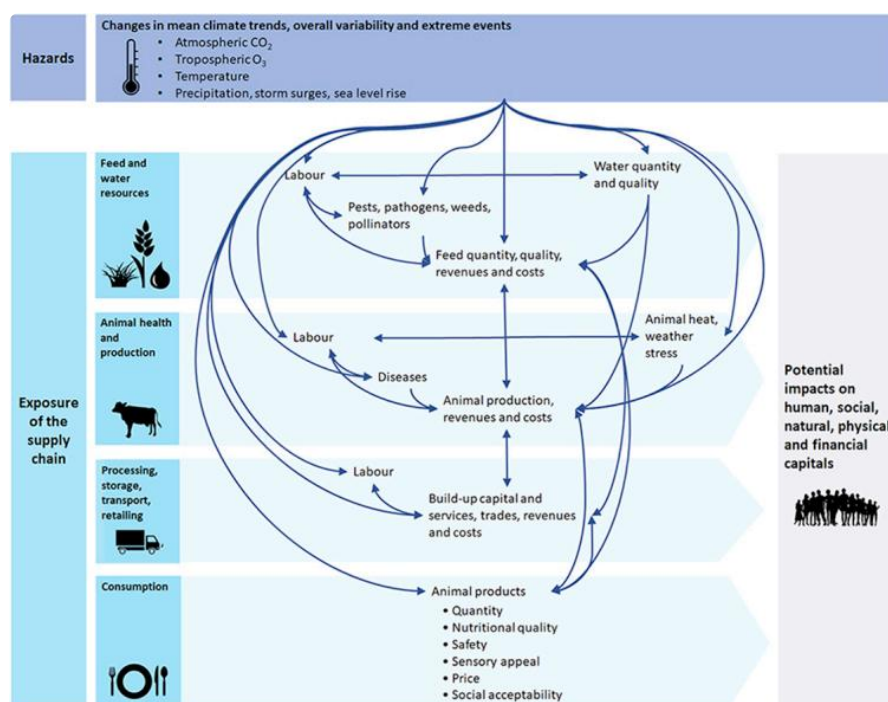 Changes in mean climate trends, overall variability and extreme events
Hazards
• Atmospheric CO₂
• Tropospheric O₃
• Temperature
• Precipitation, storm surges, sea level rise
Exposure
of the
supply
chain
Feed and
water
resources
Labour
Water quantity
and quality
Pests, pathogens, weeds,
pollinators
Feed quantity, quality,
revenues and costs
Animal health
and
production
Labour
Animal heat,
weather
stress
Diseases
Animal production,
revenues and costs
Processing,
storage,
transport,
retailing
Labour
Build-up capital and
services, trades, revenues
and costs
Consumption
Animal products
• Quantity
• Nutritional quality
• Safety
• Sensory appeal
• Price
• Social acceptability
Potential
impacts on
human, social,
natural, physical
and financial
capitals